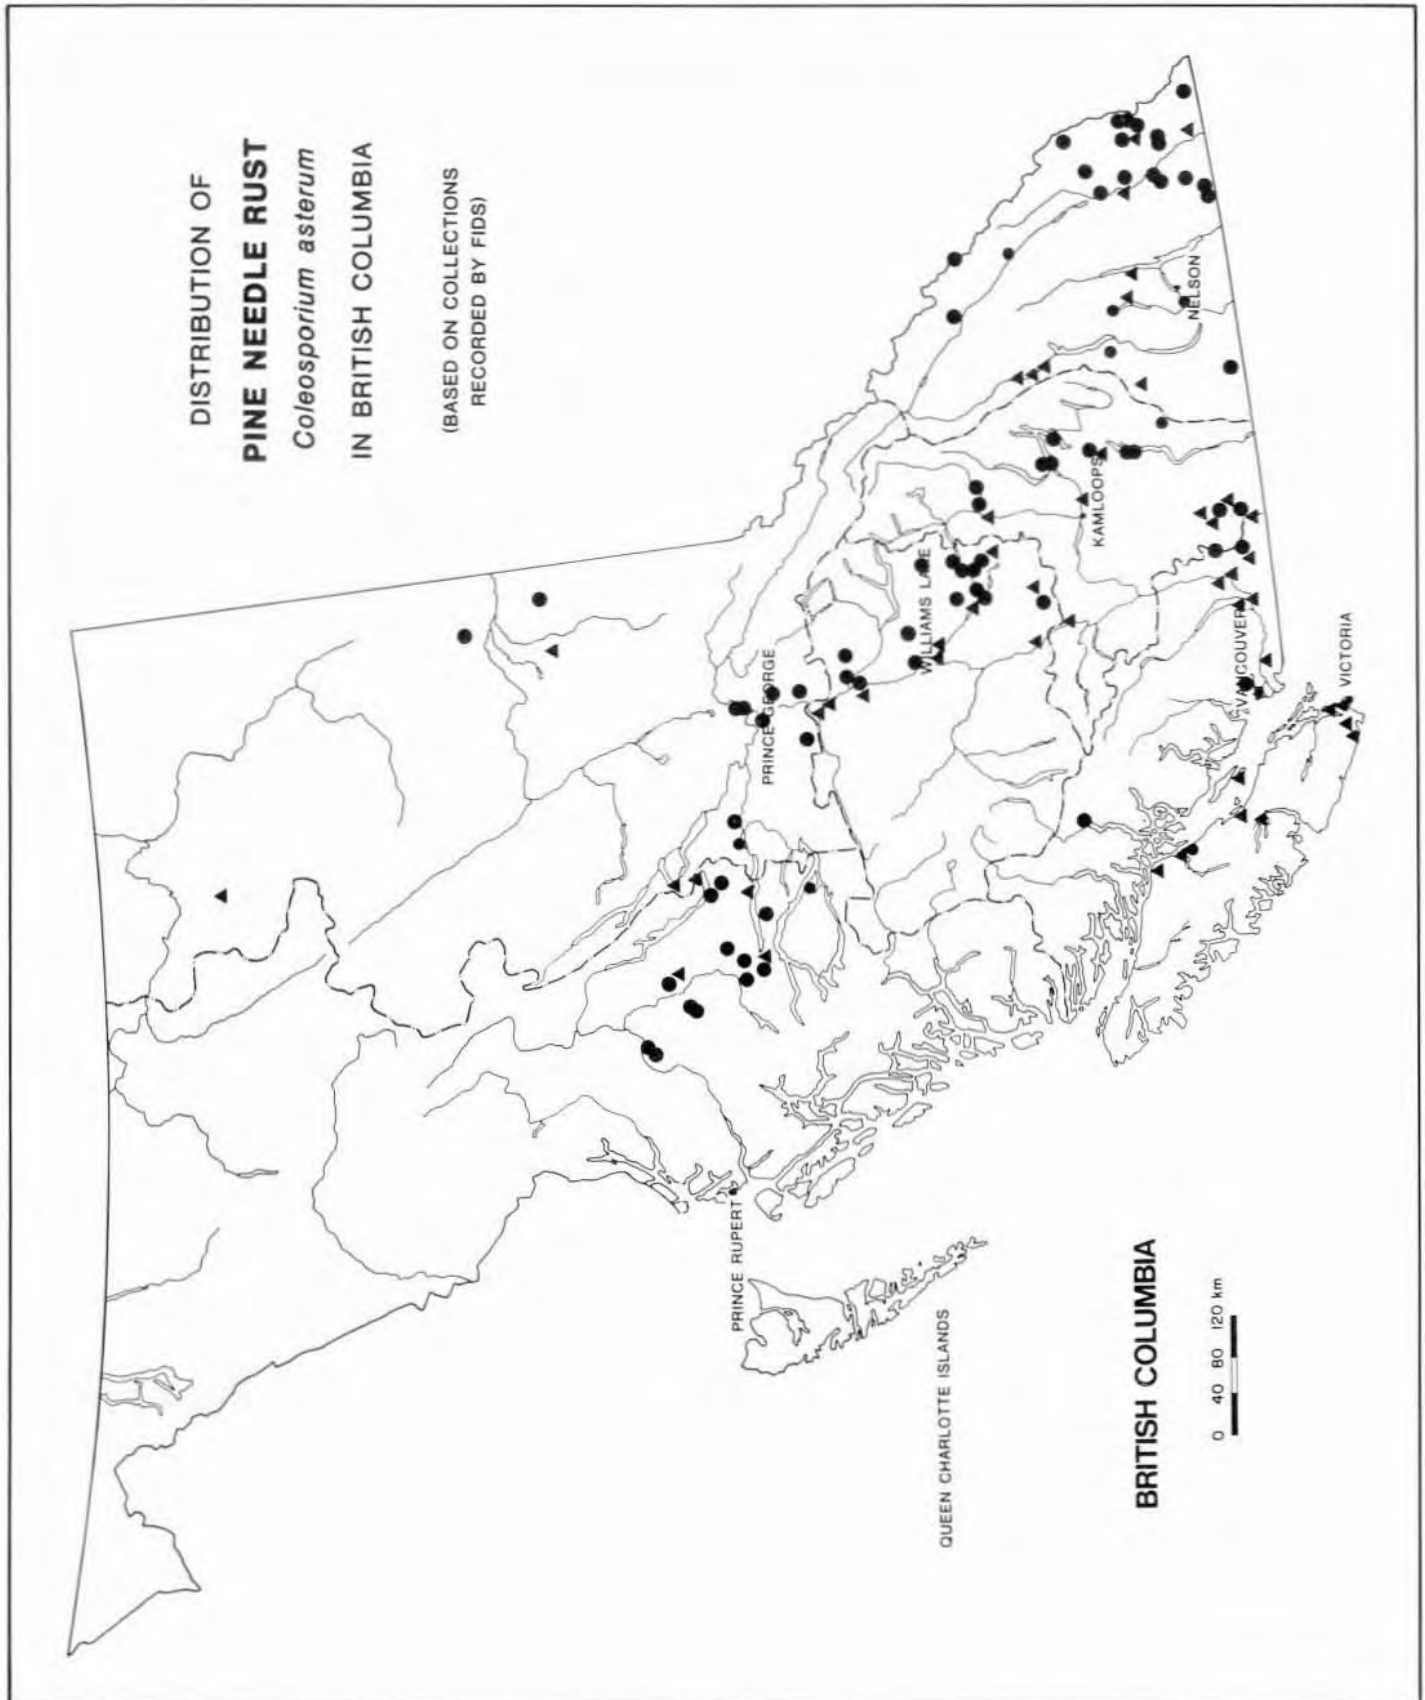 DISTRIBUTION OF
PINE NEEDLE RUST
Coleosporium asterum
IN BRITISH COLUMBIA
(BASED ON COLLECTIONS
RECORDED BY FIDS)
PRINCE GEORGE
WILLIAMS LAKE
KAMLOOPS
NELSON
VANCOUVER
VICTORIA
PRINCE RUPERT
QUEEN CHARLOTTE ISLANDS
BRITISH COLUMBIA
0 40 80 120 km